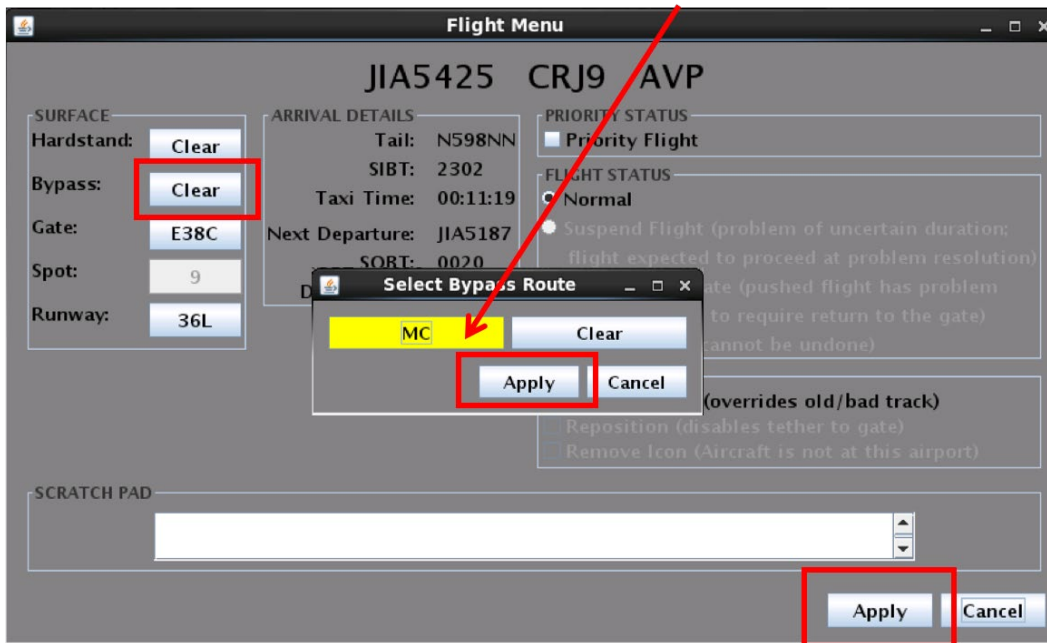 Flight Menu
JIA5425 CRJ9 AVP
SURFACE
Hardstand: Clear
Bypass: Clear
Gate: E38C
Spot: 9
Runway: 36L
ARRIVAL DETAILS
Tail: N598NN
SIBT: 2302
Taxi Time: 00:11:19
Next Departure: JIA5187
SORT: 0020
D
PRIORITY STATUS
Priority Flight
FLIGHT STATUS
Normal
Suspend Flight (problem of uncertain duration;
flight expected to proceed at problem resolution)
ate (pushed flight has problem
to require return to the gate)
cannot be undone)
Select Bypass Route
MC Clear
Apply Cancel
(overrides old/bad track)
Reposition (disables tether to gate)
Remove Icon (Aircraft is not at this airport)
SCRATCH PAD
Apply Cancel